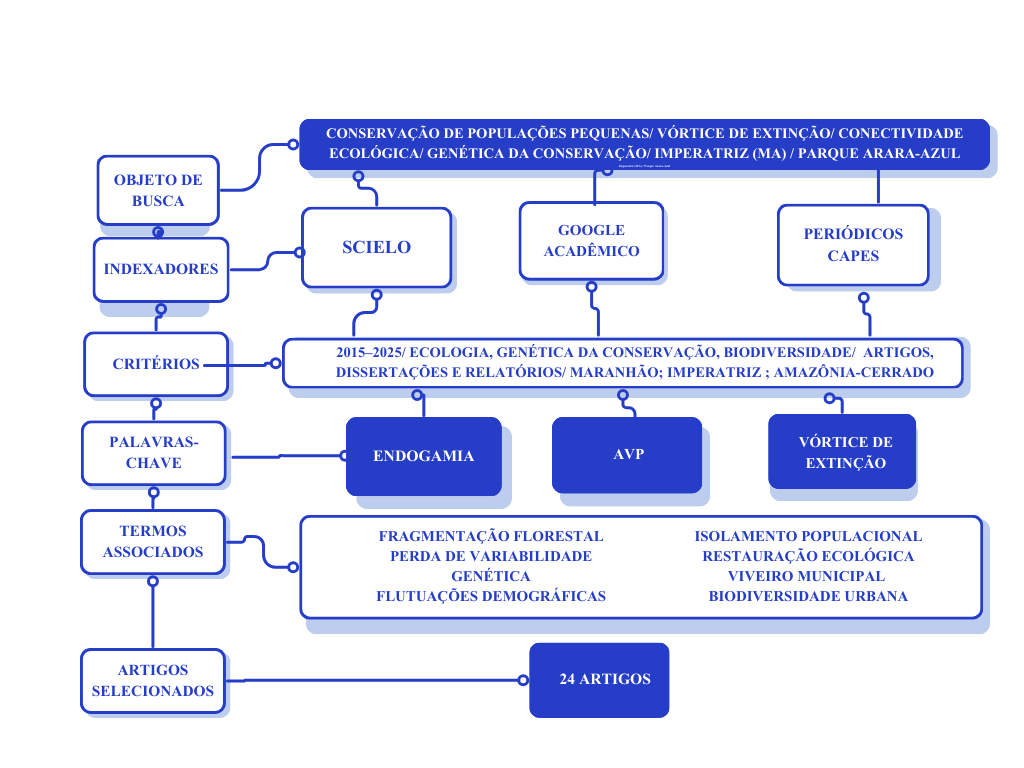 CONSERVAÇÃO DE POPULAÇÕES PEQUENAS/ VÓRTICE DE EXTINÇÃO/ CONECTIVIDADE
ECOLÓGICA/ GENÉTICA DA CONSERVAÇÃO/ IMPERATRIZ (MA) / PARQUE ARARA-AZUL
OBJETO DE
BUSCA
INDEXADORES
SCIELO
GOOGLE
ACADÊMICO
PERIÓDICOS
CAPES
CRITÉRIOS
2015–2025/ ECOLOGIA, GENÉTICA DA CONSERVAÇÃO, BIODIVERSIDADE/ ARTIGOS,
DISSERTAÇÕES E RELATÓRIOS/ MARANHÃO; IMPERATRIZ ; AMAZÔNIA-CERRADO
PALAVRAS-
CHAVE
ENDOGAMIA
AVP
VÓRTICE DE
EXTINÇÃO
TERMOS
ASSOCIADOS
FRAGMENTAÇÃO FLORESTAL
PERDA DE VARIABILIDADE
GENÉTICA
FLUTUAÇÕES DEMOGRÁFICAS
ISOLAMENTO POPULACIONAL
RESTAURAÇÃO ECOLÓGICA
VIVEIRO MUNICIPAL
BIODIVERSIDADE URBANA
ARTIGOS
SELECIONADOS
24 ARTIGOS